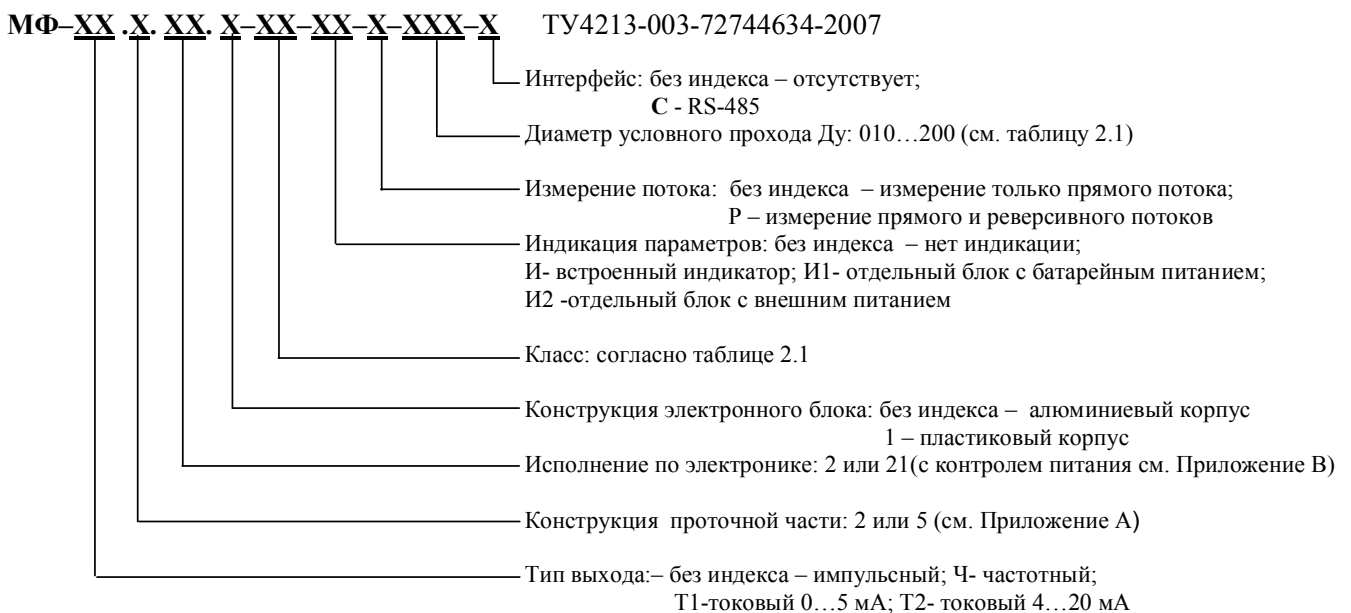 МФ–ХХ .Х. ХХ. Х–ХХ–ХХ–Х–ХХХ–Х ТУ4213-003-72744634-2007
Интерфейс: без индекса – отсутствует;
С - RS-485
Диаметр условного прохода Ду: 010…200 (см. таблицу 2.1)
Измерение потока: без индекса – измерение только прямого потока;
Р – измерение прямого и реверсивного потоков
Индикация параметров: без индекса – нет индикации;
И- встроенный индикатор; И1- отдельный блок с батарейным питанием;
И2 -отдельный блок с внешним питанием
Класс: согласно таблице 2.1
Конструкция электронного блока: без индекса – алюминиевый корпус
1 – пластиковый корпус
Исполнение по электронике: 2 или 21(с контролем питания см. Приложение В)
Конструкция проточной части: 2 или 5 (см. Приложение А)
Тип выхода:– без индекса – импульсный; Ч- частотный;
Т1-токовый 0…5 мА; Т2- токовый 4…20 мА